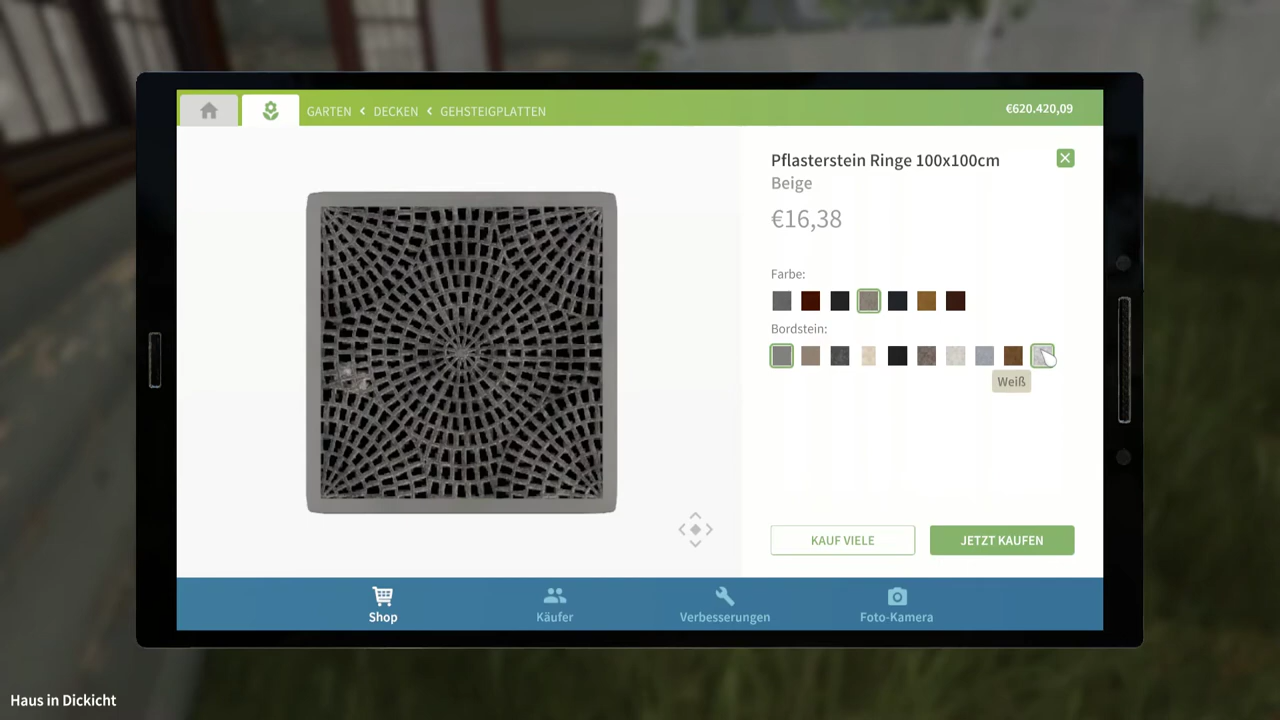 GARTEN < DECKEN < GEHSTEIGPLATTEN
€620.420,09
Pflasterstein Ringe 100x100cm
Beige
€16,38
Farbe:
Bordstein:
Weiß
KAUF VIELE
JETZT KAUFEN
Shop
Käufer
Verbesserungen
Foto-Kamera
Haus in Dickicht